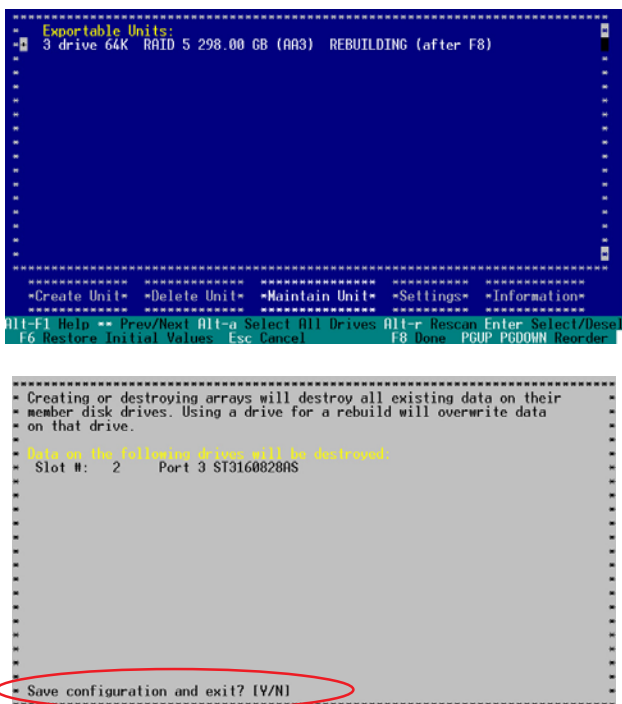 Exportable Units:
3 drive 64K RAID 5 298.00 GB (AA3) REBUILDING (after F8)
Create Unit Delete Unit Maintain Unit Settings Information
Alt-F1 Help Prev/Next Alt-a Select All Drives Alt-r Rescan Enter Select/Desel
F6 Restore Initial Values Esc Cancel F8 Done PGUP PGDOWN Reorder
Creating or destroying arrays will destroy all existing data on their
member disk drives. Using a drive for a rebuild will overwrite data
on that drive.
Data on the following drives will be destroyed:
Slot #: 2 Port 3 ST3160828AS
Save configuration and exit? [Y/N]